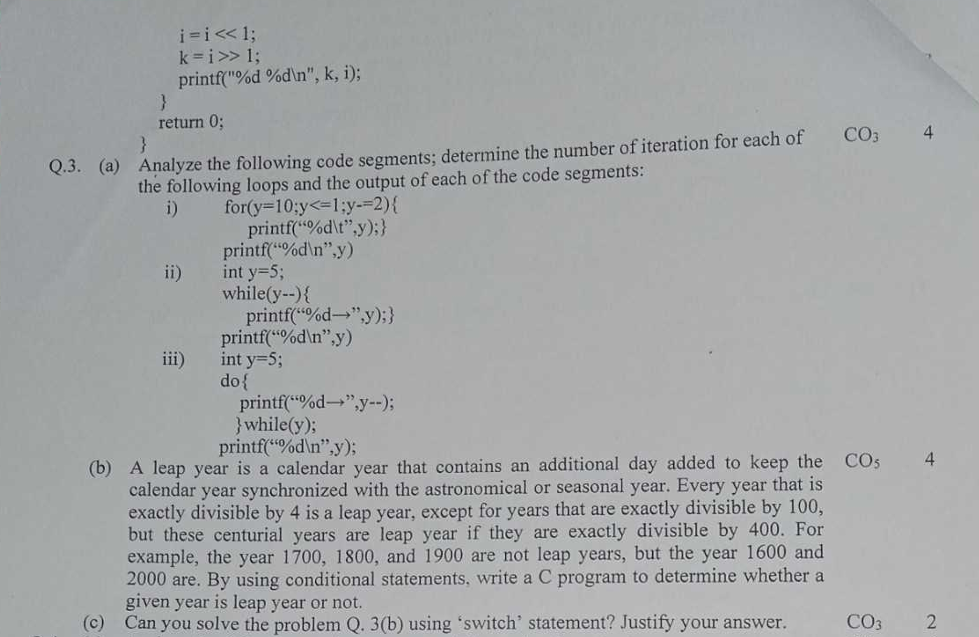 i = i << 1;
k = i >> 1;
printf("%d %d\n", k, i);
}
return 0;
}
Q.3. (a) Analyze the following code segments; determine the number of iteration for each of CO3 4
the following loops and the output of each of the code segments:
i) for(y=10;y<=1;y-=2){
printf(“%d\t”,y);}
printf(“%d\n”,y)
ii) int y=5;
while(y--){
printf(“%d→”,y);}
printf(“%d\n”,y)
iii) int y=5;
do{
printf(“%d→”,y--);
}while(y);
printf(“%d\n”,y);
(b) A leap year is a calendar year that contains an additional day added to keep the CO5 4
calendar year synchronized with the astronomical or seasonal year. Every year that is
exactly divisible by 4 is a leap year, except for years that are exactly divisible by 100,
but these centurial years are leap year if they are exactly divisible by 400. For
example, the year 1700, 1800, and 1900 are not leap years, but the year 1600 and
2000 are. By using conditional statements, write a C program to determine whether a
given year is leap year or not.
(c) Can you solve the problem Q. 3(b) using ‘switch’ statement? Justify your answer. CO3 2